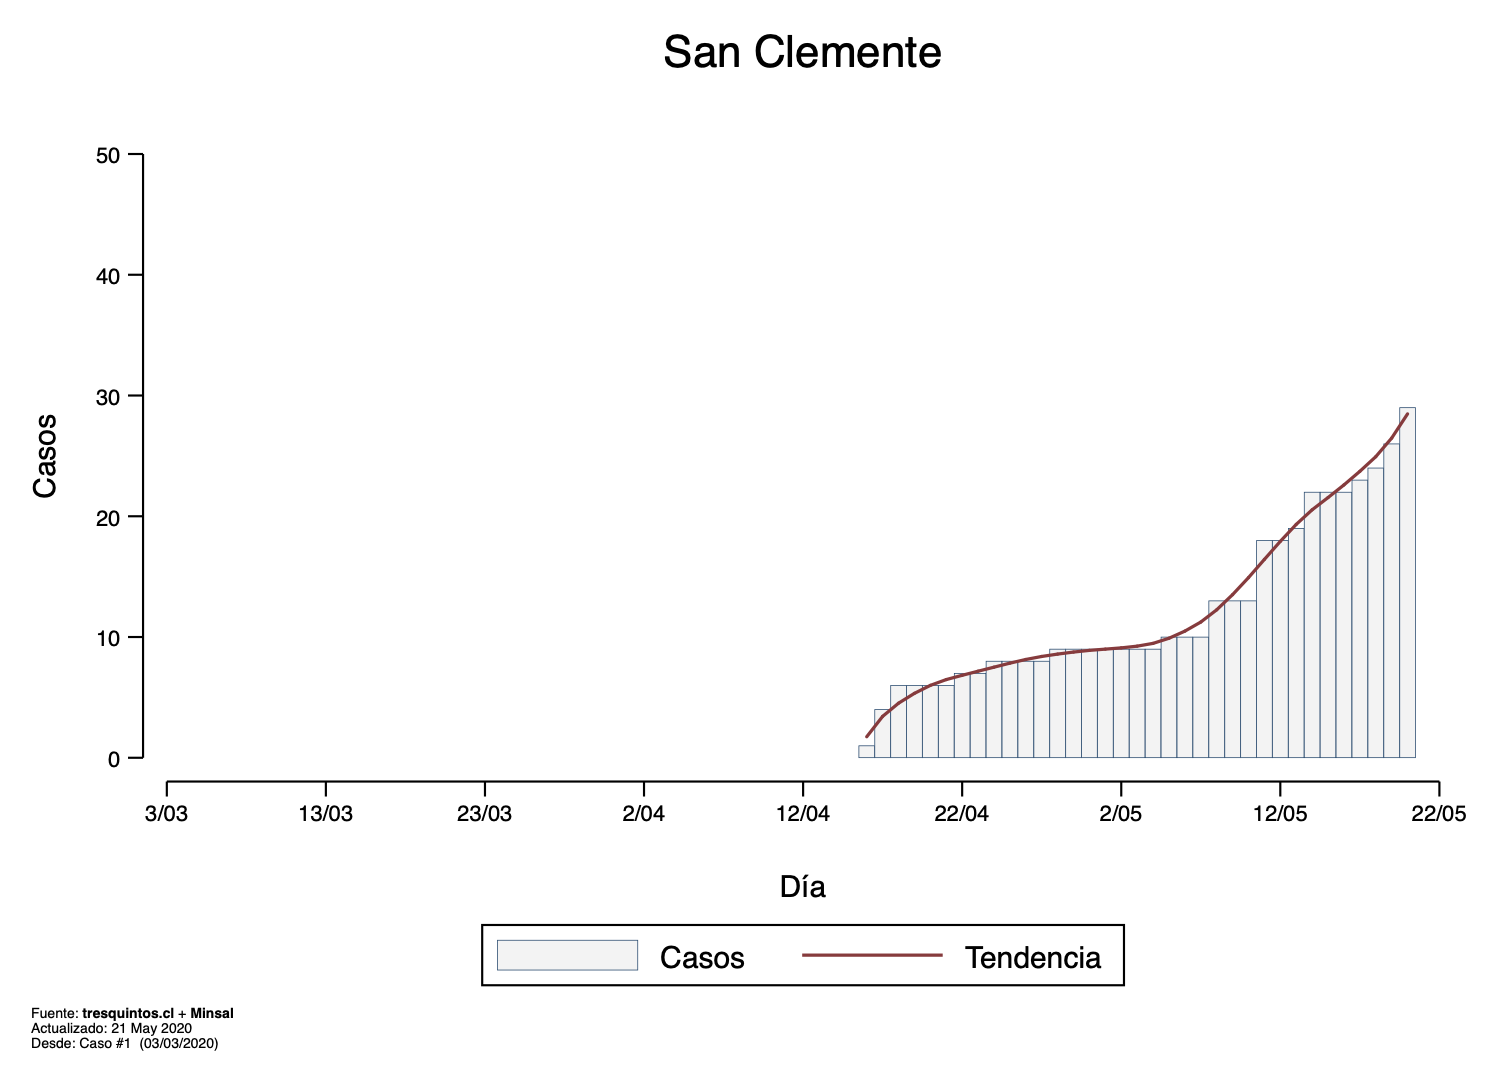 San Clemente
50
40
30
20
10
0
Casos
3/03 13/03 23/03 2/04 12/04 22/04 2/05 12/05 22/05
Día
Casos Tendencia
Fuente: tresquintos.cl + Minsal
Actualizado: 21 May 2020
Desde: Caso #1 (03/03/2020)